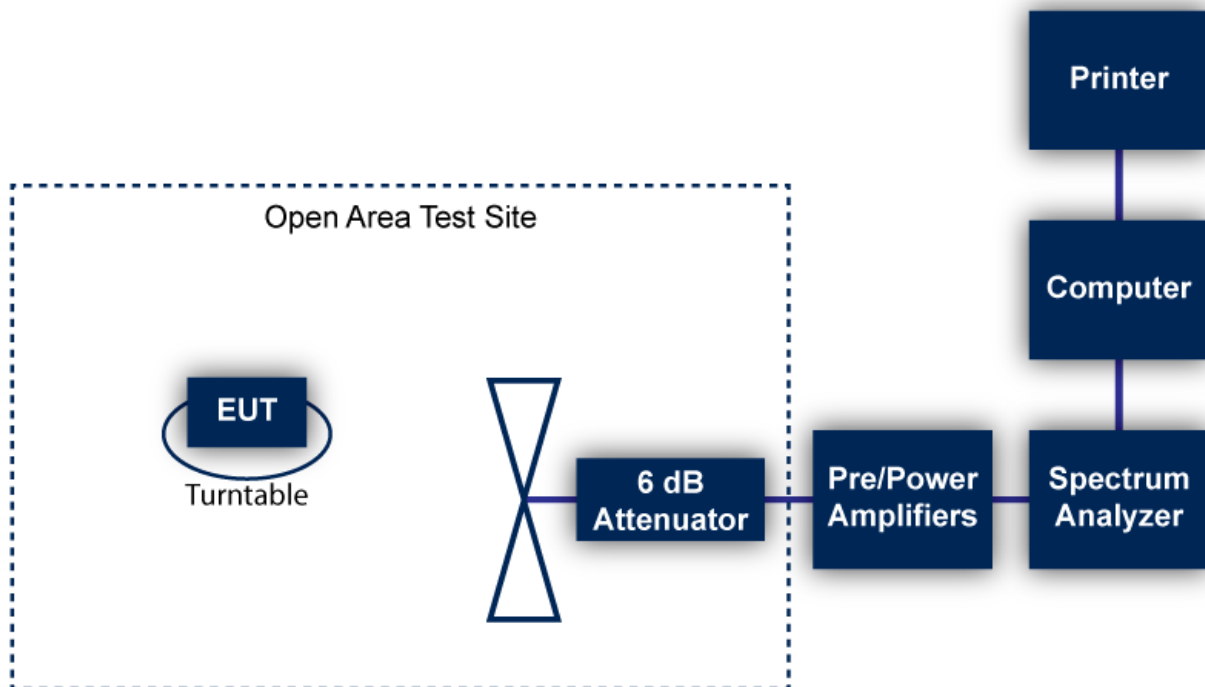 Printer
Open Area Test Site
Computer
EUT
Turntable
6 dB
Attenuator
Pre/Power
Amplifiers
Spectrum
Analyzer